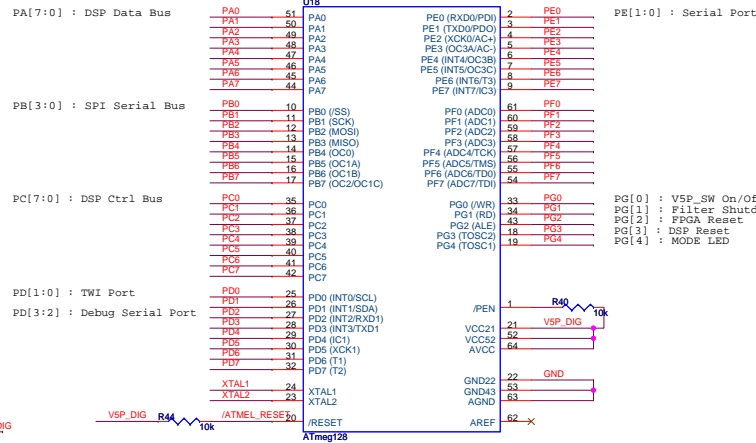 U18
PA[7:0] : DSP Data Bus
PA0 51 PA0
PA1 50 PA1
PA2 49 PA2
PA3 48 PA3
PA4 47 PA4
PA5 46 PA5
PA6 45 PA6
PA7 44 PA7
PB[3:0] : SPI Serial Bus
PB0 10 PB0 (/SS)
PB1 11 PB1 (SCK)
PB2 12 PB2 (MOSI)
PB3 13 PB3 (MISO)
PB4 14 PB4 (OC0)
PB5 15 PB5 (OC1A)
PB6 16 PB6 (OC1B)
PB7 17 PB7 (OC2/OC1C)
PC[7:0] : DSP Ctrl Bus
PC0 35 PC0
PC1 36 PC1
PC2 37 PC2
PC3 38 PC3
PC4 39 PC4
PC5 40 PC5
PC6 41 PC6
PC7 42 PC7
PD[1:0] : TWI Port
PD[3:2] : Debug Serial Port
PD0 25 PD0 (INT0/SCL)
PD1 26 PD1 (INT1/SDA)
PD2 27 PD2 (INT2/RXD1)
PD3 28 PD3 (INT3/TXD1
PD4 29 PD4 (IC1)
PD5 30 PD5 (XCK1)
PD6 31 PD6 (T1)
PD7 32 PD7 (T2)
XTAL1 24 XTAL1
XTAL2 23 XTAL2
V5P_DIG R44 10k /ATMEL_RESET 20 /RESET
IG
ATmeg128
PE0 (RXD0/PDI) 2 PE0
PE1 (TXD0/PDO) 3 PE1
PE2 (XCK0/AC+) 4 PE2
PE3 (OC3A/AC-) 5 PE3
PE4 (INT4/OC3B) 6 PE4
PE5 (INT5/OC3C) 7 PE5
PE6 (INT6/T3) 8 PE6
PE7 (INT7/IC3) 9 PE7
PE[1:0] : Serial Port
PF0 (ADC0) 61 PF0
PF1 (ADC1) 60 PF1
PF2 (ADC2) 59 PF2
PF3 (ADC3) 58 PF3
PF4 (ADC4/TCK) 57 PF4
PF5 (ADC5/TMS) 56 PF5
PF6 (ADC6/TD0) 55 PF6
PF7 (ADC7/TDI) 54 PF7
PG0 (/WR) 33 PG0
PG1 (RD) 34 PG1
PG2 (ALE) 43 PG2
PG3 (TOSC2) 18 PG3
PG4 (TOSC1) 19 PG4
PG[0] : V5P_SW On/Of
PG[1] : Filter Shutd
PG[2] : FPGA Reset
PG[3] : DSP Reset
PG[4] : MODE LED
/PEN 1 R40 10k
VCC21 21 V5P_DIG
VCC52 52
AVCC 64
GND22 22 GND
GND43 53
AGND 63
AREF 62